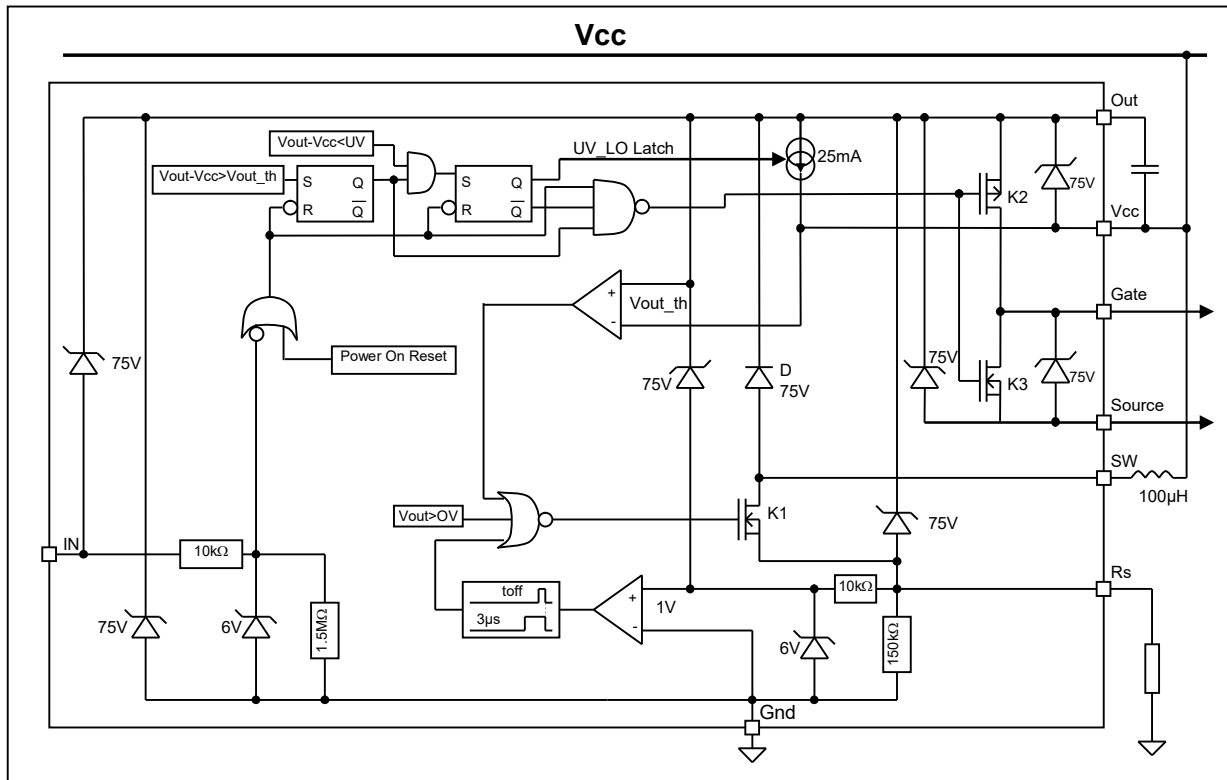 Vcc
Out
Vout-Vcc<UV
UV_LO Latch
25mA
Vout-Vcc>Vout_th
S
Q
R
Q
S
Q
R
Q
K2
75V
Vcc
+
Vout_th
-
Gate
Power On Reset
75V
75V
D
75V
75V
K3
75V
Source
SW
100µH
Vout>OV
K1
75V
IN
10kΩ
Rs
toff
3µs
+
1V
-
10kΩ
75V
6V
1.5MΩ
6V
150kΩ
Gnd